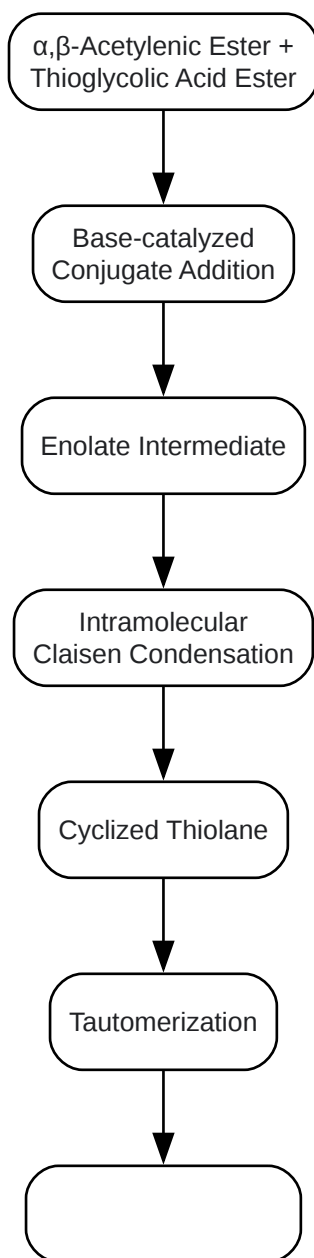 α,β-Acetylenic Ester +
Thioglycolic Acid Ester
Base-catalyzed
Conjugate Addition
Enolate Intermediate
Intramolecular
Claisen Condensation
Cyclized Thiolane
Tautomerization